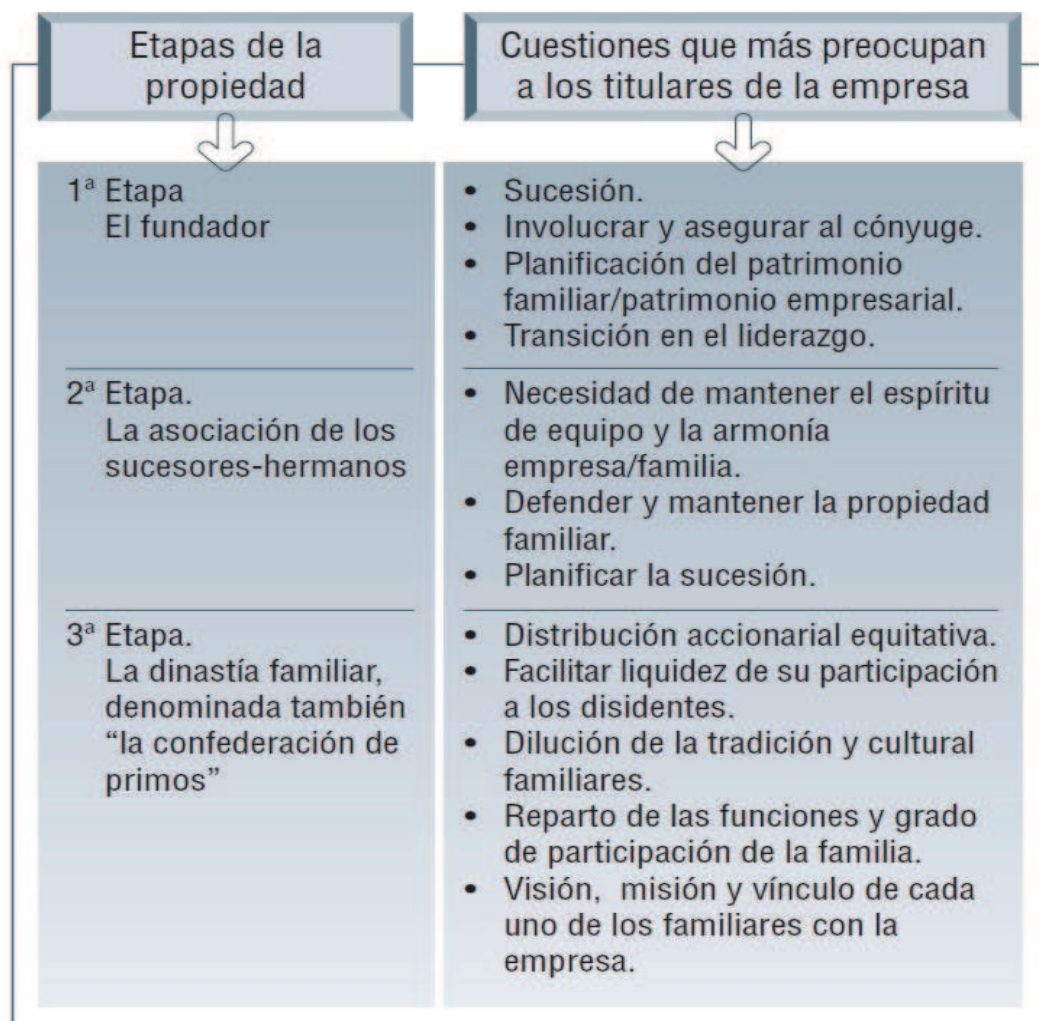 Etapas de la
propiedad
Cuestiones que más preocupan
a los titulares de la empresa
1ª Etapa
El fundador
• Sucesión.
• Involucrar y asegurar al cónyuge.
• Planificación del patrimonio
familiar/patrimonio empresarial.
• Transición en el liderazgo.
2ª Etapa.
La asociación de los
sucesores-hermanos
• Necesidad de mantener el espíritu
de equipo y la armonía
empresa/familia.
• Defender y mantener la propiedad
familiar.
• Planificar la sucesión.
3ª Etapa.
La dinastía familiar,
denominada también
“la confederación de
primos”
• Distribución accionarial equitativa.
• Facilitar liquidez de su participación
a los disidentes.
• Dilución de la tradición y cultural
familiares.
• Reparto de las funciones y grado
de participación de la familia.
• Visión, misión y vínculo de cada
uno de los familiares con la
empresa.